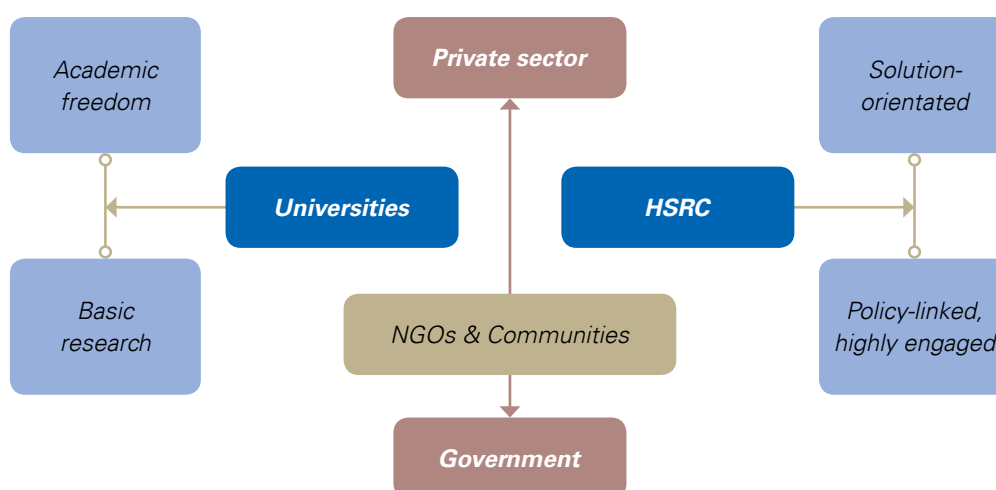 Academic
freedom
Private sector
Solution-
orientated
Universities
HSRC
Basic
research
NGOs & Communities
Policy-linked,
highly engaged
Government